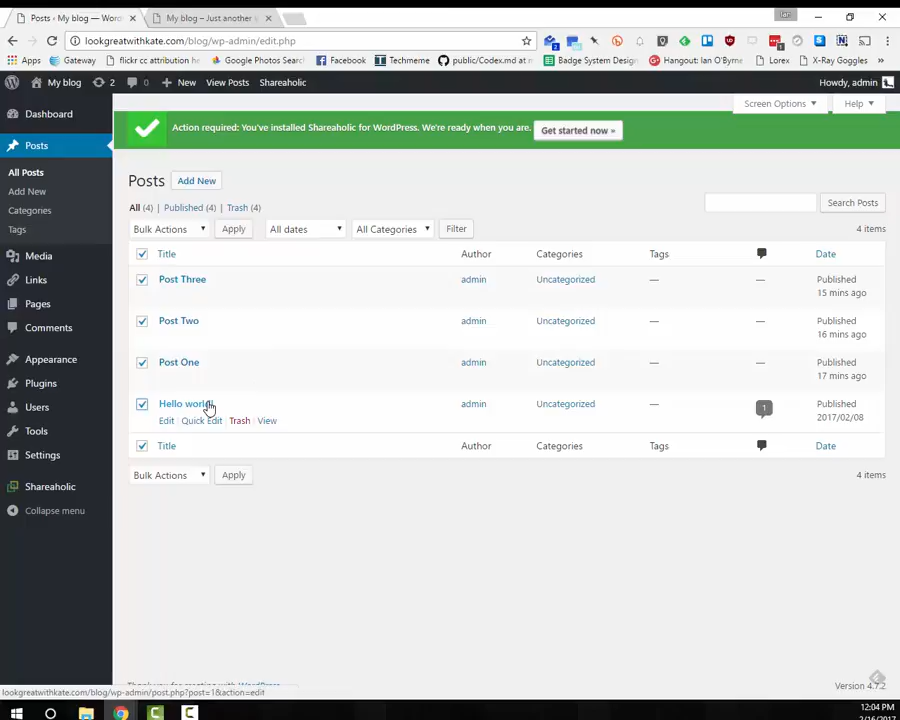 Posts ‹ My blog — Wor
My blog – Just another
lookgreatwithkate.com/blog/wp-admin/edit.php
Apps Gateway flickr cc attribution he Google Photos Search Facebook Techmeme public/Codex.md at m Badge System Design Hangout: Ian O'Byrne Lorex X-Ray Goggles
My blog 2 0 New View Posts Shareaholic Howdy, admin
Screen Options Help
Dashboard
Posts
All Posts
Add New
Categories
Tags
Media
Links
Pages
Comments
Appearance
Plugins
Users
Tools
Settings
Shareaholic
Collapse menu
Action required: You've installed Shareaholic for WordPress. We're ready when you are. Get started now »
Posts Add New
All (4) | Published (4) | Trash (4)
Search Posts
Bulk Actions Apply All dates All Categories Filter 4 items
Title Author Categories Tags Date
Post Three admin Uncategorized — — Published
15 mins ago
Post Two admin Uncategorized — — Published
16 mins ago
Post One admin Uncategorized — — Published
17 mins ago
Hello world! admin Uncategorized — 1 Published
2017/02/08
Edit | Quick Edit | Trash | View
Title Author Categories Tags Date
Bulk Actions Apply 4 items
Version 4.7.2
lookgreatwithkate.com/blog/wp-admin/post.php?post=1&action=edit
12:04 PM
2/16/2017